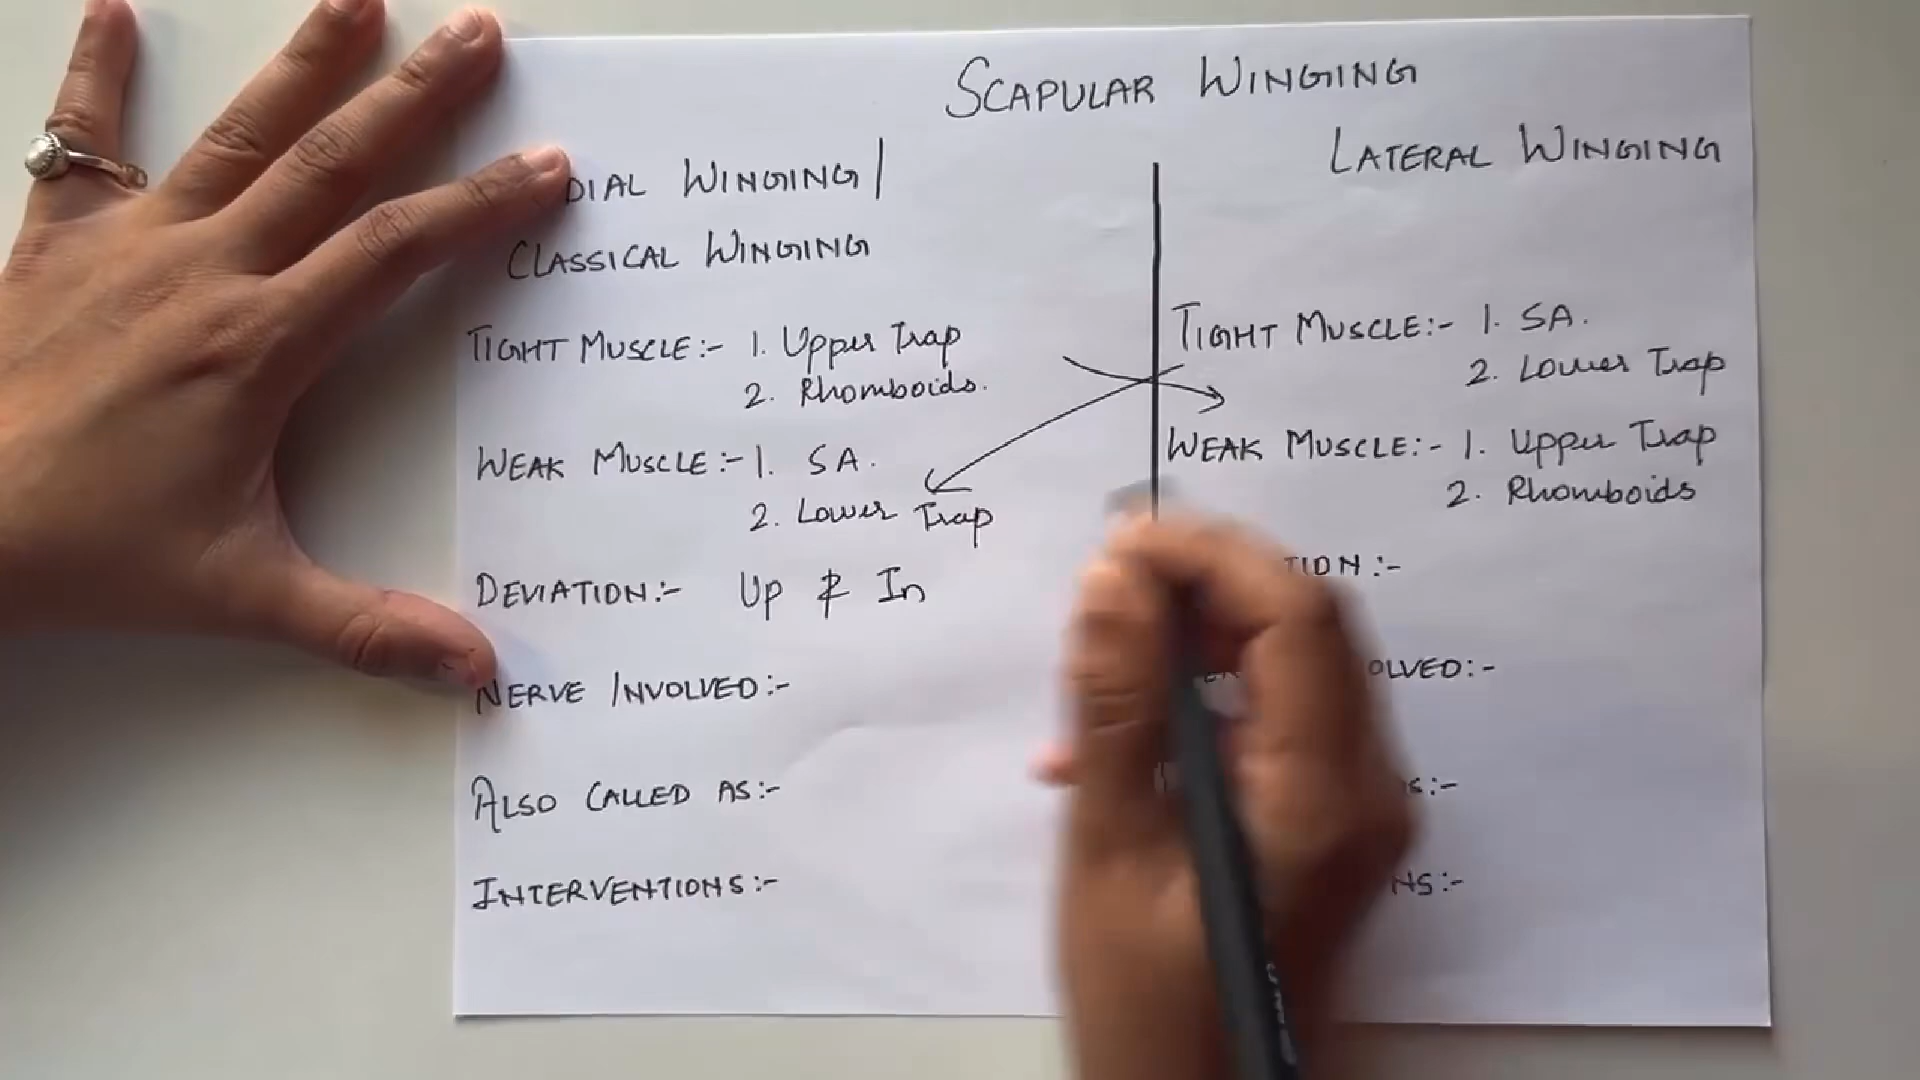 SCAPULAR WINGING
DIAL WINGING/
CLASSICAL WINGING
TIGHT MUSCLE:- 1. Upper Trap
2. Rhomboids.
WEAK MUSCLE:- 1. SA.
2. Lower Trap
DEVIATION:- Up & In
NERVE INVOLVED:-
ALSO CALLED AS:-
INTERVENTIONS:-
LATERAL WINGING
TIGHT MUSCLE:- 1. SA.
2. Lower Trap
WEAK MUSCLE:- 1. Upper Trap
2. Rhomboids
TION:-
OLVED:-
S:-
NS:-